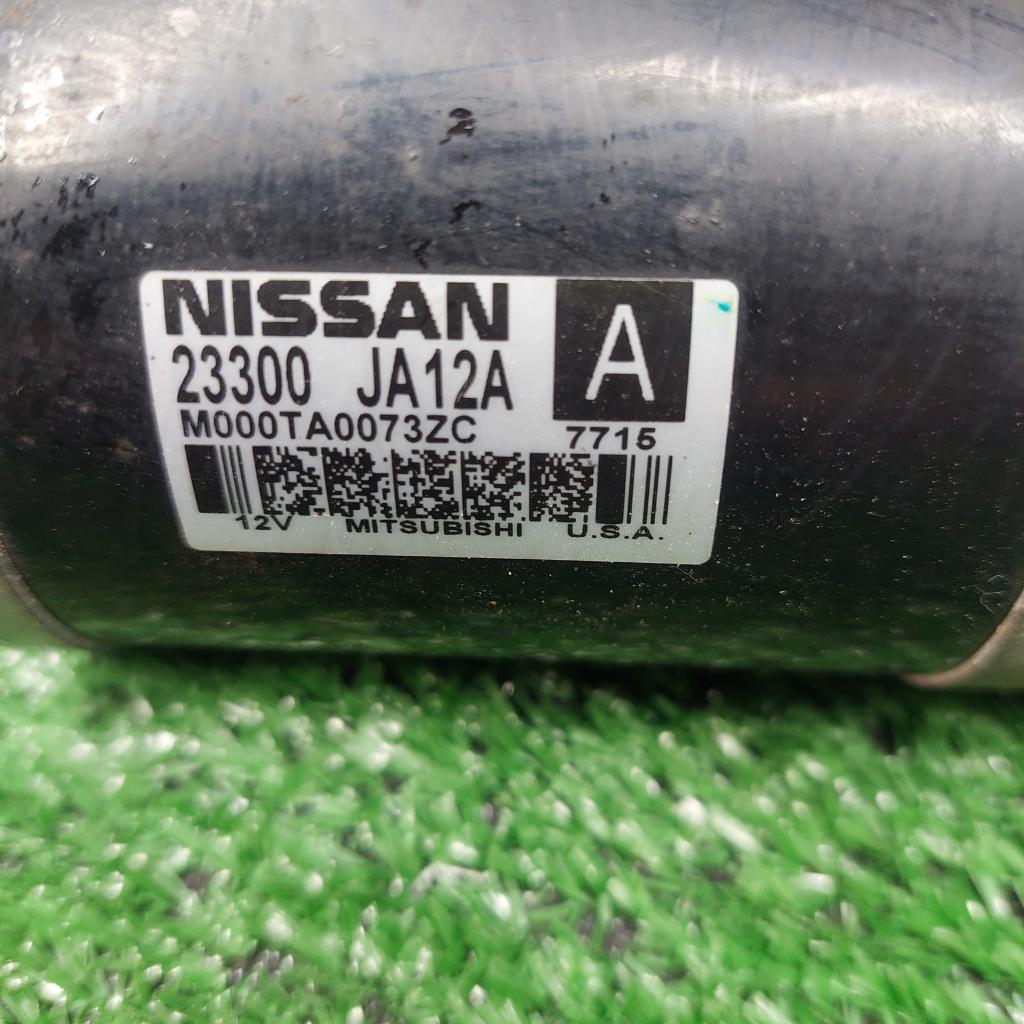 NISSAN A
23300 JA12A
M000TA0073ZC 7715
12V MITSUBISHI U.S.A.